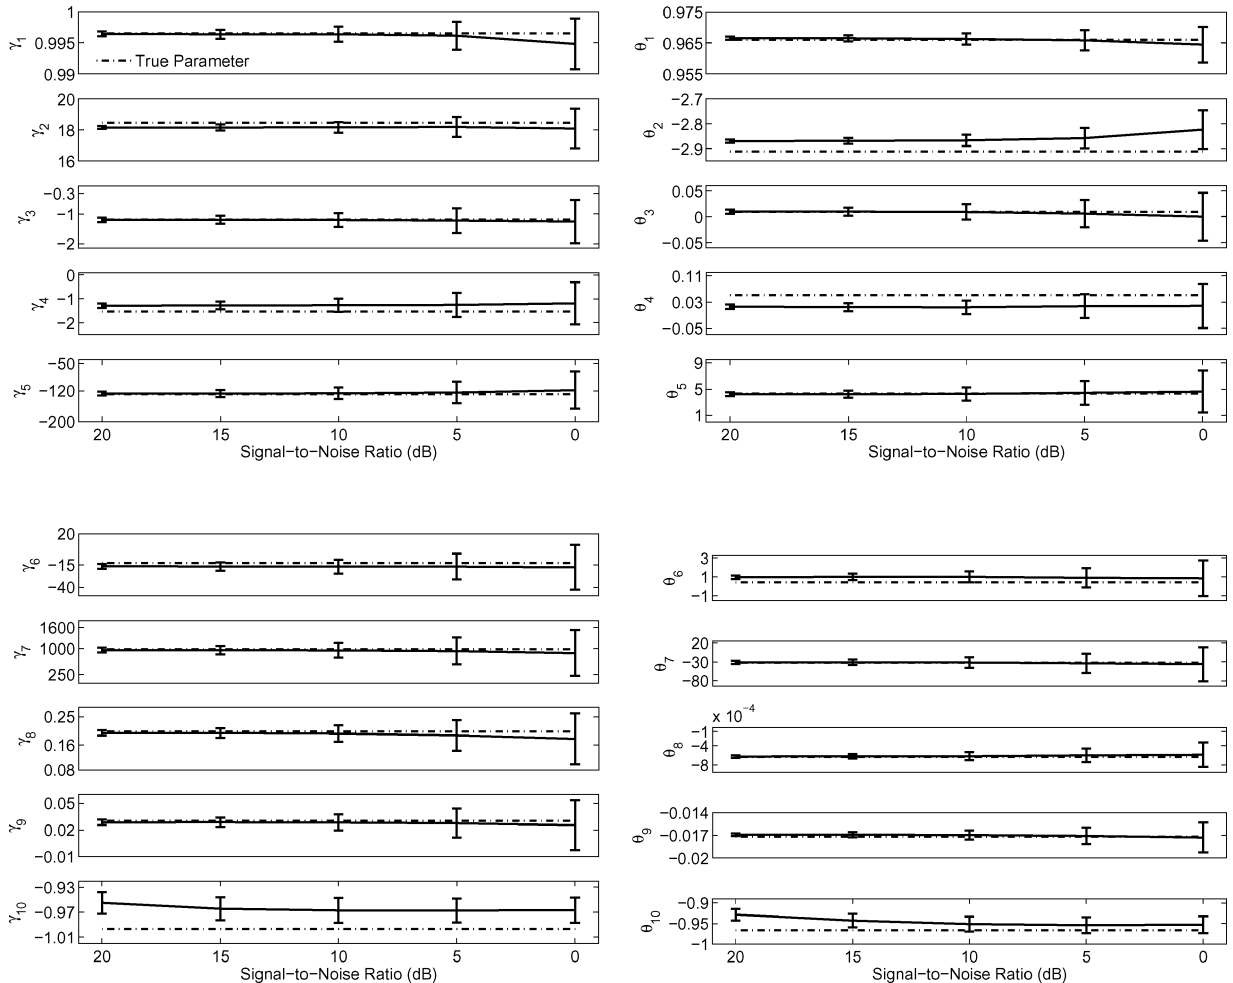 1
0.995
0.99
γ1
True Parameter
20
18
16
γ2
−0.3
−1
−2
γ3
0
−1
−2
γ4
−50
−120
−200
γ5
20 15 10 5 0
Signal−to−Noise Ratio (dB)
0.975
0.965
0.955
θ1
−2.7
−2.8
−2.9
θ2
0.05
0
−0.05
θ3
0.11
0.03
−0.05
θ4
9
5
1
θ5
20 15 10 5 0
Signal−to−Noise Ratio (dB)
20
−15
−40
γ6
1600
1000
250
γ7
0.25
0.16
0.08
γ8
0.05
0.02
−0.01
γ9
−0.93
−0.97
−1.01
γ10
20 15 10 5 0
Signal−to−Noise Ratio (dB)
3
1
−1
θ6
20
−30
−80
θ7
x 10−4
−1
−4
−8
θ8
−0.014
−0.017
−0.02
θ9
−0.9
−0.95
−1
θ10
20 15 10 5 0
Signal−to−Noise Ratio (dB)